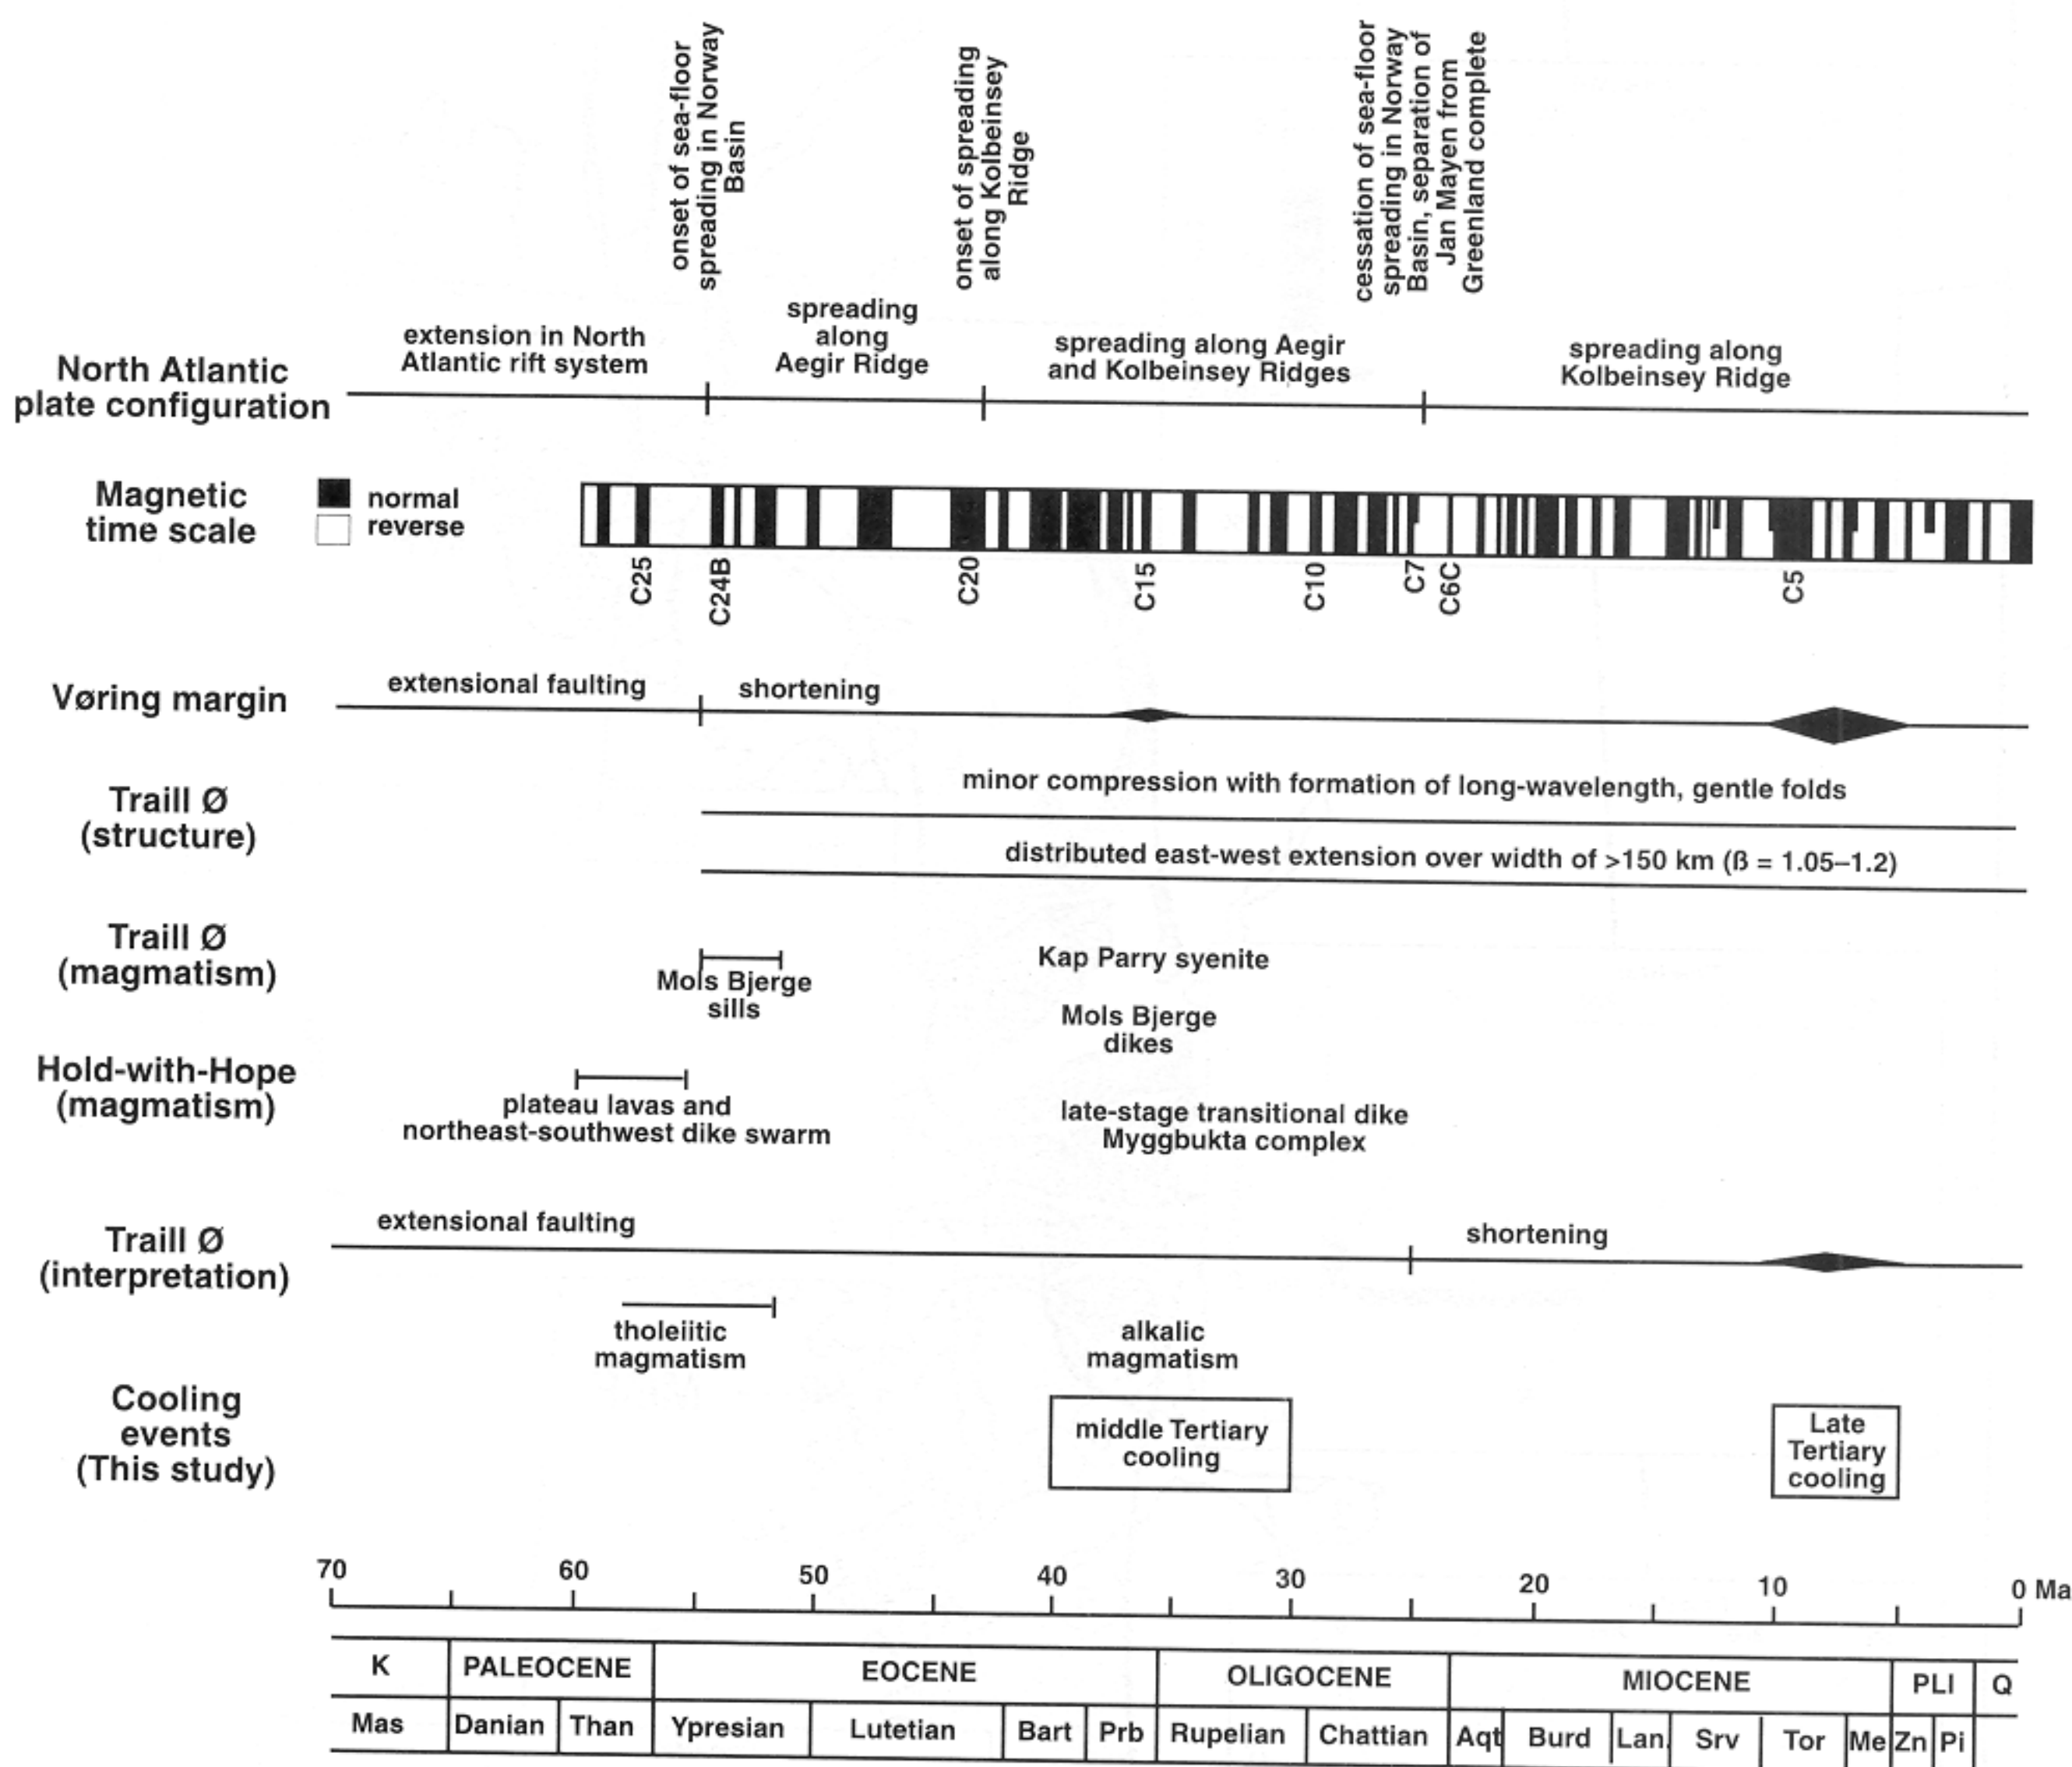 onset of sea-floor
spreading in Norway
Basin
onset of spreading
along Kolbeinsey
Ridge
cessation of sea-floor
spreading in Norway
Basin, separation of
Jan Mayen from
Greenland complete
North Atlantic
plate configuration
extension in North
Atlantic rift system
spreading
along
Aegir Ridge
spreading along Aegir
and Kolbeinsey Ridges
spreading along
Kolbeinsey Ridge
Magnetic
time scale
normal
reverse
C25
C24B
C20
C15
C10
C7
C6C
C5
Vøring margin
extensional faulting
shortening
Traill Ø
(structure)
minor compression with formation of long-wavelength, gentle folds
distributed east-west extension over width of >150 km (ß = 1.05–1.2)
Traill Ø
(magmatism)
Mols Bjerge
sills
Kap Parry syenite
Mols Bjerge
dikes
Hold-with-Hope
(magmatism)
plateau lavas and
northeast-southwest dike swarm
late-stage transitional dike
Myggbukta complex
Traill Ø
(interpretation)
extensional faulting
shortening
tholeiitic
magmatism
alkalic
magmatism
Cooling
events
(This study)
middle Tertiary
cooling
Late
Tertiary
cooling
70 60 50 40 30 20 10 0 Ma
K PALEOCENE EOCENE OLIGOCENE MIOCENE PLI Q
Mas Danian Than Ypresian Lutetian Bart Prb Rupelian Chattian Aqt Burd Lan. Srv Tor Me Zn Pi